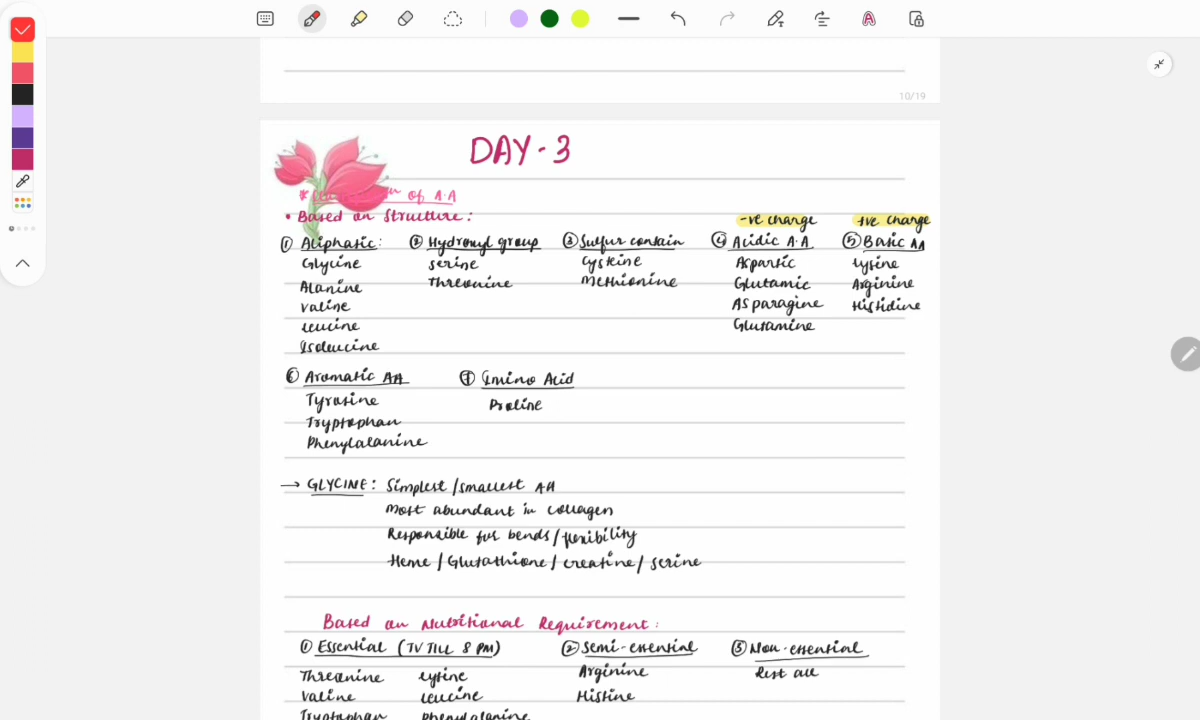 10/19
DAY-3
of A.A
• Based on Structure:
-ve charge
+ve charge
① Aliphatic:
Glycine
Alanine
Valine
Leucine
Isoleucine
② Hydroxyl group
Serine
Threonine
③ Sulfur contain
Cysteine
Methionine
④ Acidic A.A
Aspartic
Glutamic
Asparagine
Glutamine
⑤ Basic AA
Lysine
Arginine
Histidine
⑥ Aromatic AA
Tyrosine
Tryptophan
Phenylalanine
⑦ Imino Acid
Proline
→ GLYCINE: Simplest/smallest AA
Most abundant in collagen
Responsible for bends/flexibility
Heme/Glutathione/creatine/serine
Based on Nutritional Requirement:
① Essential (TV TILL 8 PM)
Threonine lysine
Valine leucine
Tryptophan phenylalanine
② Semi-essential
Arginine
Histine
③ Non-essential
Rest all